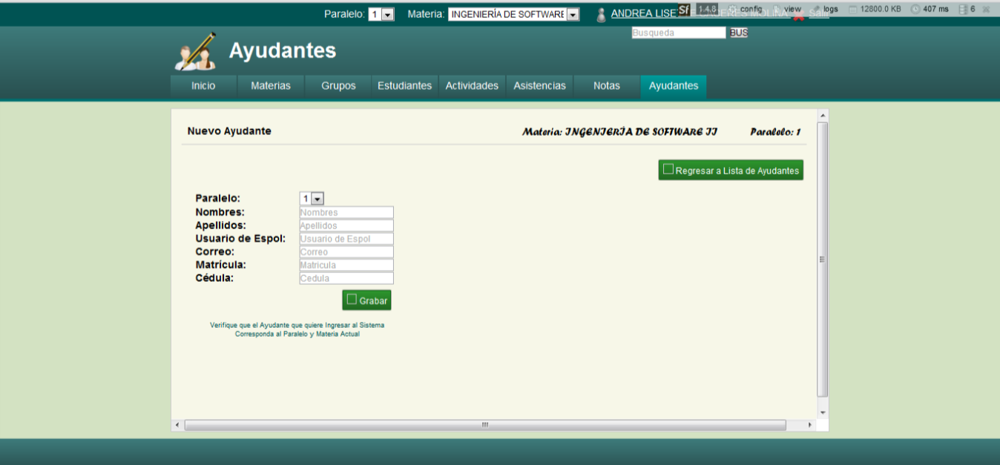 Paralelo: 1 Materia: INGENIERÍA DE SOFTWARE ANDREA LISE Sf 1.4.8 config view logs 12800.0 KB 407 ms 6
Salir
Busqueda BUS
Ayudantes
Inicio Materias Grupos Estudiantes Actividades Asistencias Notas Ayudantes
Nuevo Ayudante Materia: INGENIERÍA DE SOFTWARE II Paralelo: 1
Regresar a Lista de Ayudantes
Paralelo: 1
Nombres: Nombres
Apellidos: Apellidos
Usuario de Espol: Usuario de Espol
Correo: Correo
Matrícula: Matricula
Cédula: Cedula
Grabar
Verifique que el Ayudante que quiere Ingresar al Sistema
Corresponda al Paralelo y Materia Actual